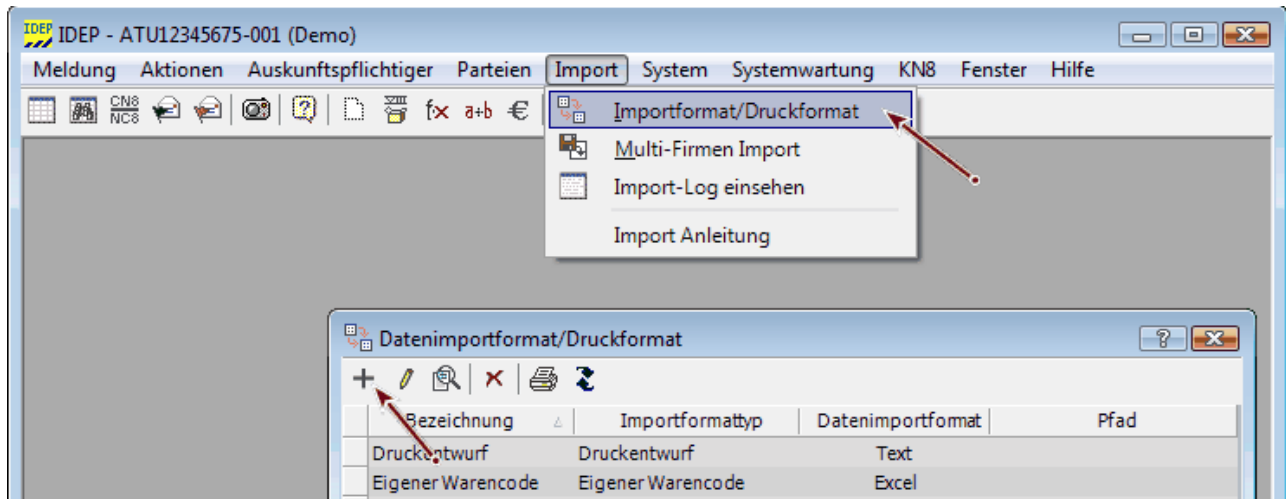 IDEP IDEP - ATU12345675-001 (Demo)
Meldung Aktionen Auskunftspflichtiger Parteien Import System Systemwartung KN8 Fenster Hilfe
CN8 NC8 fx a+b €
Importformat/Druckformat
Multi-Firmen Import
Import-Log einsehen
Import Anleitung
Datenimportformat/Druckformat
Bezeichnung Importformattyp Datenimportformat Pfad
Druckentwurf Druckentwurf Text
Eigener Warencode Eigener Warencode Excel